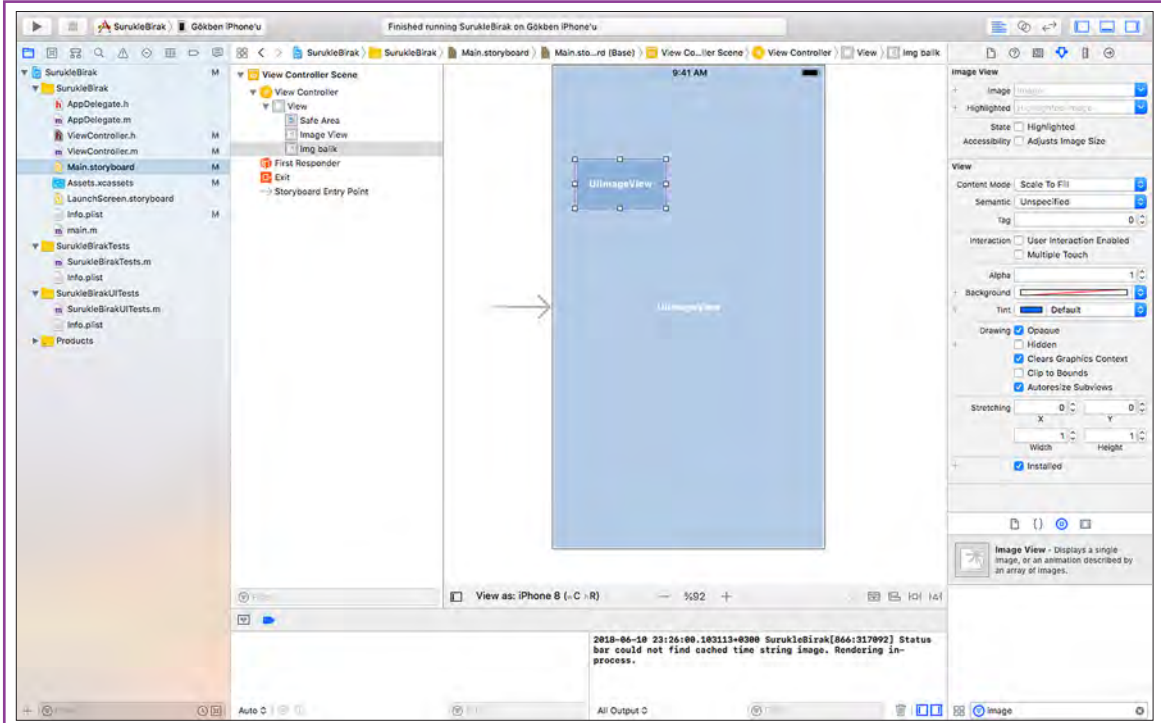 SurukleBirak
Gökben iPhone'u
Finished running SurukleBirak on Gökben iPhone'u
SurukleBirak
SurukleBirak
Main.storyboard
Main.sto...rd (Base)
View Co...ller Scene
View Controller
View
Img balik
SurukleBirak M
SurukleBirak
AppDelegate.h
AppDelegate.m
ViewController.h M
ViewController.m M
Main.storyboard M
Assets.xcassets M
LaunchScreen.storyboard
Info.plist M
main.m
SurukleBirakTests
SurukleBirakTests.m
Info.plist
SurukleBirakUITests
SurukleBirakUITests.m
Info.plist
Products
View Controller Scene
View Controller
View
Safe Area
Image View
Img balik
First Responder
Exit
Storyboard Entry Point
9:41 AM
UIImageView
UIImageView
View as: iPhone 8 (
C
R)
— %92 +
2018-06-10 23:26:00.103113+0300 SurukleBirak[866:317092] Status
bar could not find cached time string image. Rendering in-
process.
Auto
All Output
Image View
Image
Highlighted
State Highlighted
Accessibility Adjusts Image Size
View
Content Mode Scale To Fill
Semantic Unspecified
Tag 0
Interaction User Interaction Enabled
Multiple Touch
Alpha 1
Background
Tint Default
Drawing Opaque
Hidden
Clears Graphics Context
Clip to Bounds
Autoresize Subviews
Stretching 0 0
X Y
1 1
Width Height
Installed
Image View - Displays a single
image, or an animation described by
an array of images.
image